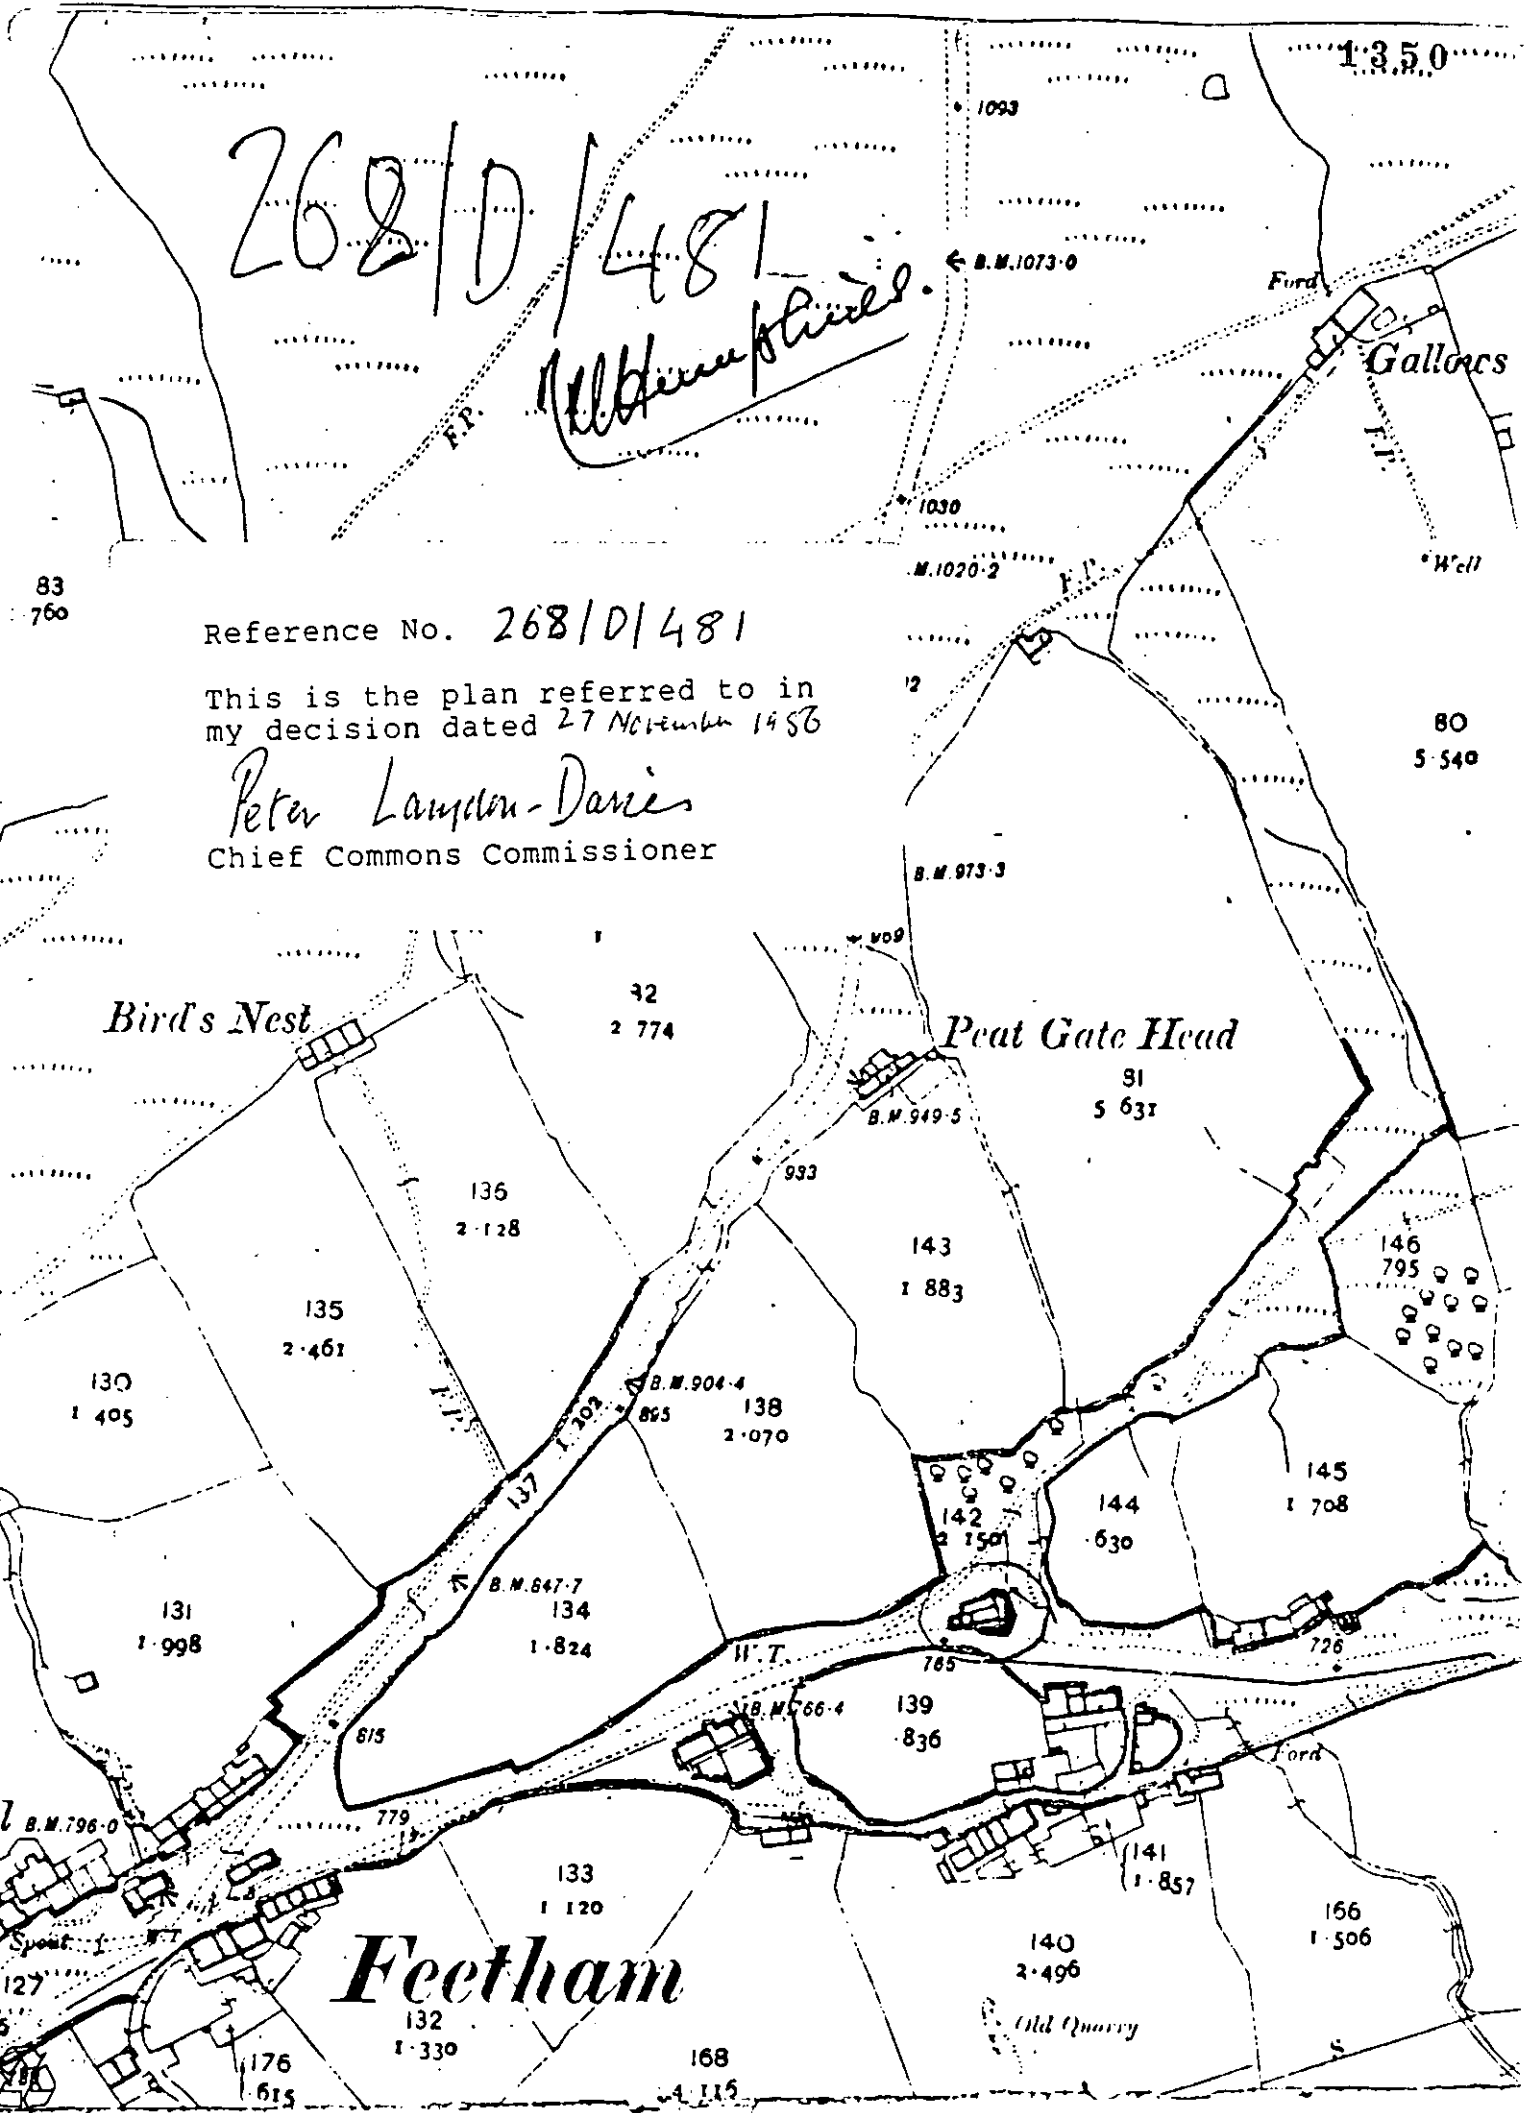 1350
1093
268/D/481
B.M.1073·0
Ford
Gallows
F.P.
F.P.
1030
Well
83
760
M.1020·2
F.P.
Reference No. 268/D/481
This is the plan referred to in
my decision dated 27 November 1986
Peter Langdon-Davies
Chief Commons Commissioner
80
5·540
B.M.973·3
Bird's Nest
2 774
Peat Gate Head
81
5 631
B.M.949·5
933
136
2·128
143
1 883
146
795
135
2·461
130
1 405
F.P.
B.M.904·4
895
1·202
138
2·070
137
145
1 708
144
·630
142
2 150
B.M.847·7
134
1·824
131
1·998
W.T.
765
726
815
B.M.766·4
139
·836
Ford
B.M.796·0
779
133
1 120
141
1·857
166
1·506
Spout
127
Feetham
140
2·496
132
1·330
Old Quarry
176
·615
168
4·116
S